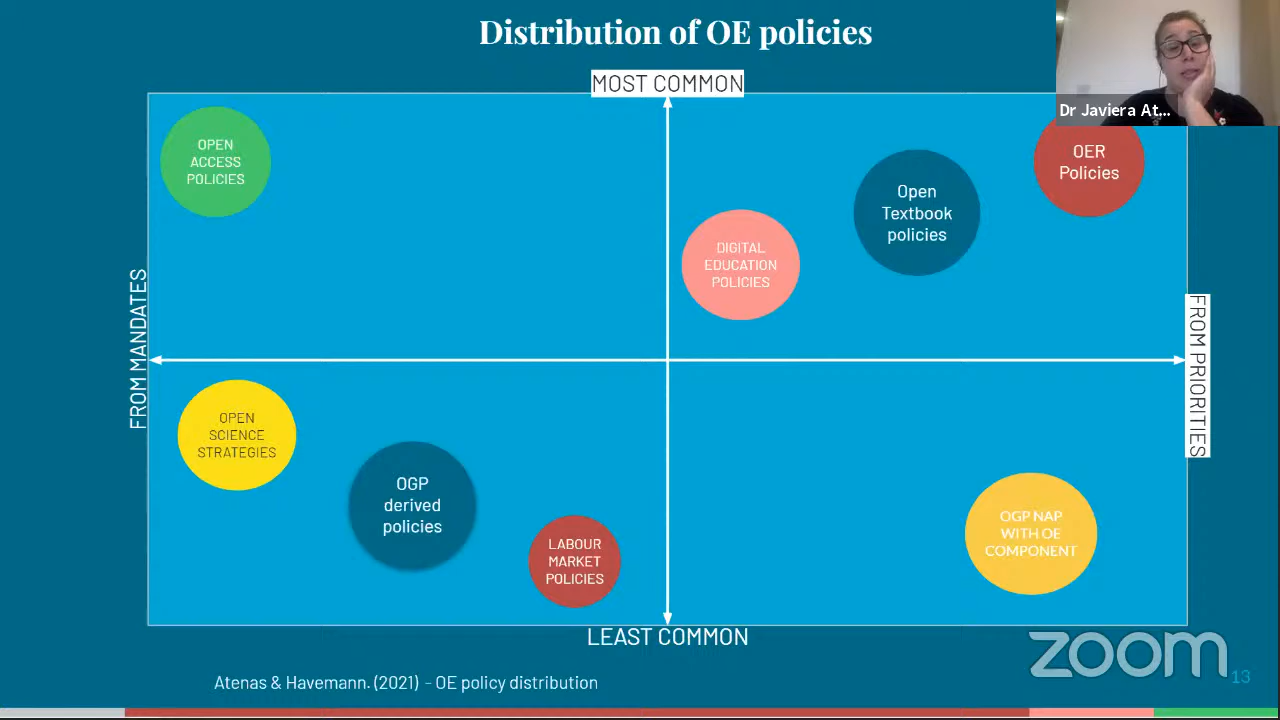 Distribution of OE policies
MOST COMMON
Dr Javiera At...
OPEN
ACCESS
POLICIES
OER
Policies
Open
Textbook
policies
DIGITAL
EDUCATION
POLICIES
FROM MANDATES
FROM PRIORITIES
OPEN
SCIENCE
STRATEGIES
OGP
derived
policies
LABOUR
MARKET
POLICIES
OGP NAP
WITH OE
COMPONENT
LEAST COMMON
zoom
Atenas & Havemann. (2021) - OE policy distribution
13